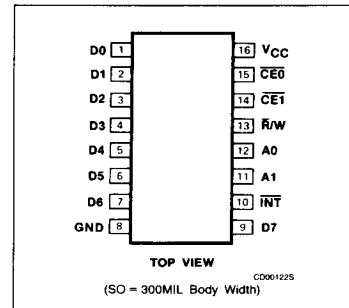 D0 1 16 VCC
D1 2 15 CE0
D2 3 14 CE1
D3 4 13 R/W
D4 5 12 A0
D5 6 11 A1
D6 7 10 INT
GND 8 9 D7
TOP VIEW
CD00122S
(SO = 300MIL Body Width)